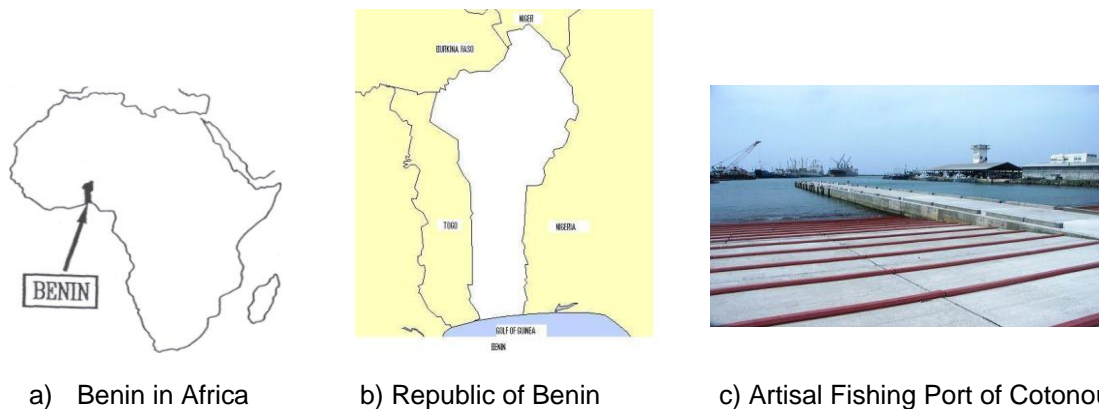 NIGER
BURKINA FASO
BENIN
TOGO
NIGERIA
GOLF OF GUINEA
BENIN
a) Benin in Africa
b) Republic of Benin
c) Artisal Fishing Port of Cotonou